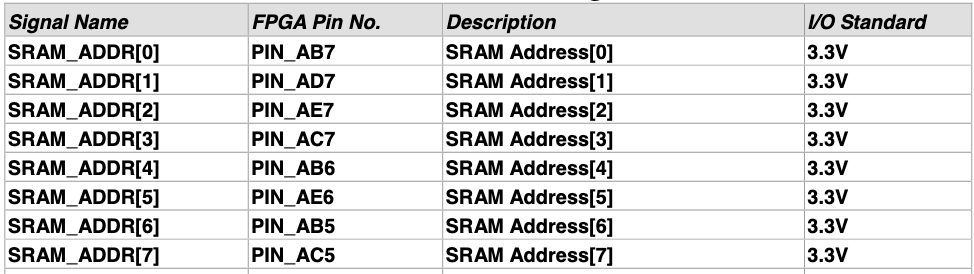 Signal Name FPGA Pin No. Description I/O Standard
SRAM_ADDR[0] PIN_AB7 SRAM Address[0] 3.3V
SRAM_ADDR[1] PIN_AD7 SRAM Address[1] 3.3V
SRAM_ADDR[2] PIN_AE7 SRAM Address[2] 3.3V
SRAM_ADDR[3] PIN_AC7 SRAM Address[3] 3.3V
SRAM_ADDR[4] PIN_AB6 SRAM Address[4] 3.3V
SRAM_ADDR[5] PIN_AE6 SRAM Address[5] 3.3V
SRAM_ADDR[6] PIN_AB5 SRAM Address[6] 3.3V
SRAM_ADDR[7] PIN_AC5 SRAM Address[7] 3.3V